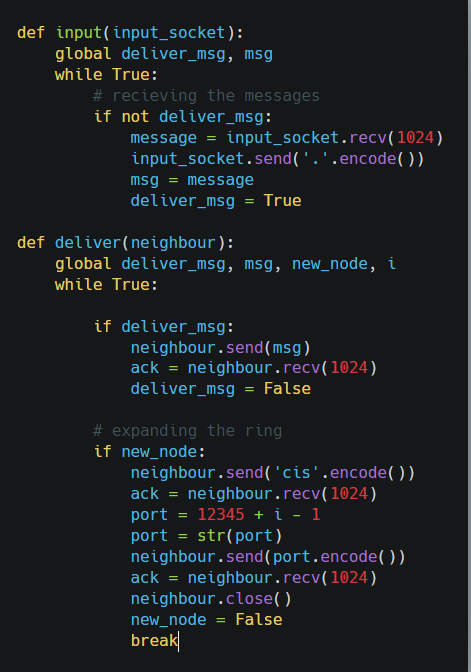 def input(input_socket):
    global deliver_msg, msg
    while True:
        # recieving the messages
        if not deliver_msg:
            message = input_socket.recv(1024)
            input_socket.send('.'.encode())
            msg = message
            deliver_msg = True

def deliver(neighbour):
    global deliver_msg, msg, new_node, i
    while True:

        if deliver_msg:
            neighbour.send(msg)
            ack = neighbour.recv(1024)
            deliver_msg = False

        # expanding the ring
        if new_node:
            neighbour.send('cis'.encode())
            ack = neighbour.recv(1024)
            port = 12345 + i - 1
            port = str(port)
            neighbour.send(port.encode())
            ack = neighbour.recv(1024)
            neighbour.close()
            new_node = False
            break